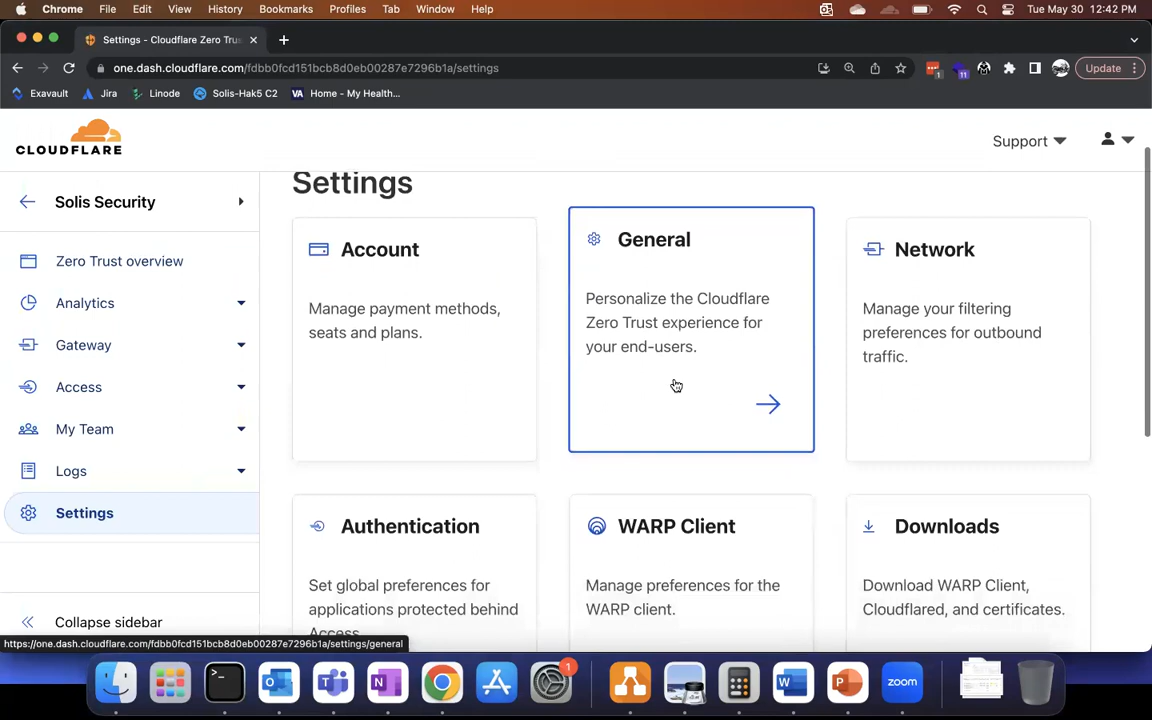 Chrome File Edit View History Bookmarks Profiles Tab Window Help Tue May 30 12:42 PM
Settings - Cloudflare Zero Trus
one.dash.cloudflare.com/fdbb0fcd151bcb8d0eb00287e7296b1a/settings
1
11
Update
Exavault Jira Linode Solis-Hak5 C2 VA Home - My Health...
CLOUDFLARE
Support
Solis Security
Zero Trust overview
Analytics
Gateway
Access
My Team
Logs
Settings
Collapse sidebar
Settings
Account
Manage payment methods,
seats and plans.
General
Personalize the Cloudflare
Zero Trust experience for
your end-users.
Network
Manage your filtering
preferences for outbound
traffic.
Authentication
Set global preferences for
applications protected behind
Access.
WARP Client
Manage preferences for the
WARP client.
Downloads
Download WARP Client,
Cloudflared, and certificates.
https://one.dash.cloudflare.com/fdbb0fcd151bcb8d0eb00287e7296b1a/settings/general
1
zoom